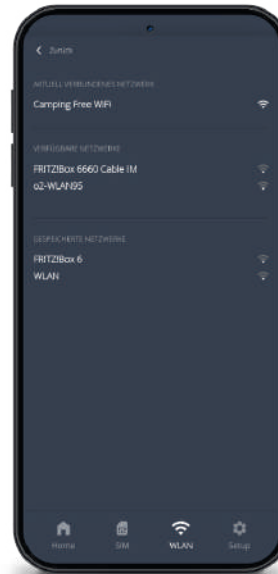 Zurück
AKTUELL VERBUNDENES NETZWERK
Camping Free WiFi
VERFÜGBARE NETZWERKE
FRITZ!Box 6660 Cable IM
o2-WLAN95
GESPEICHERTE NETZWERKE
FRITZ!Box 6
WLAN
Home
SIM
WLAN
Setup